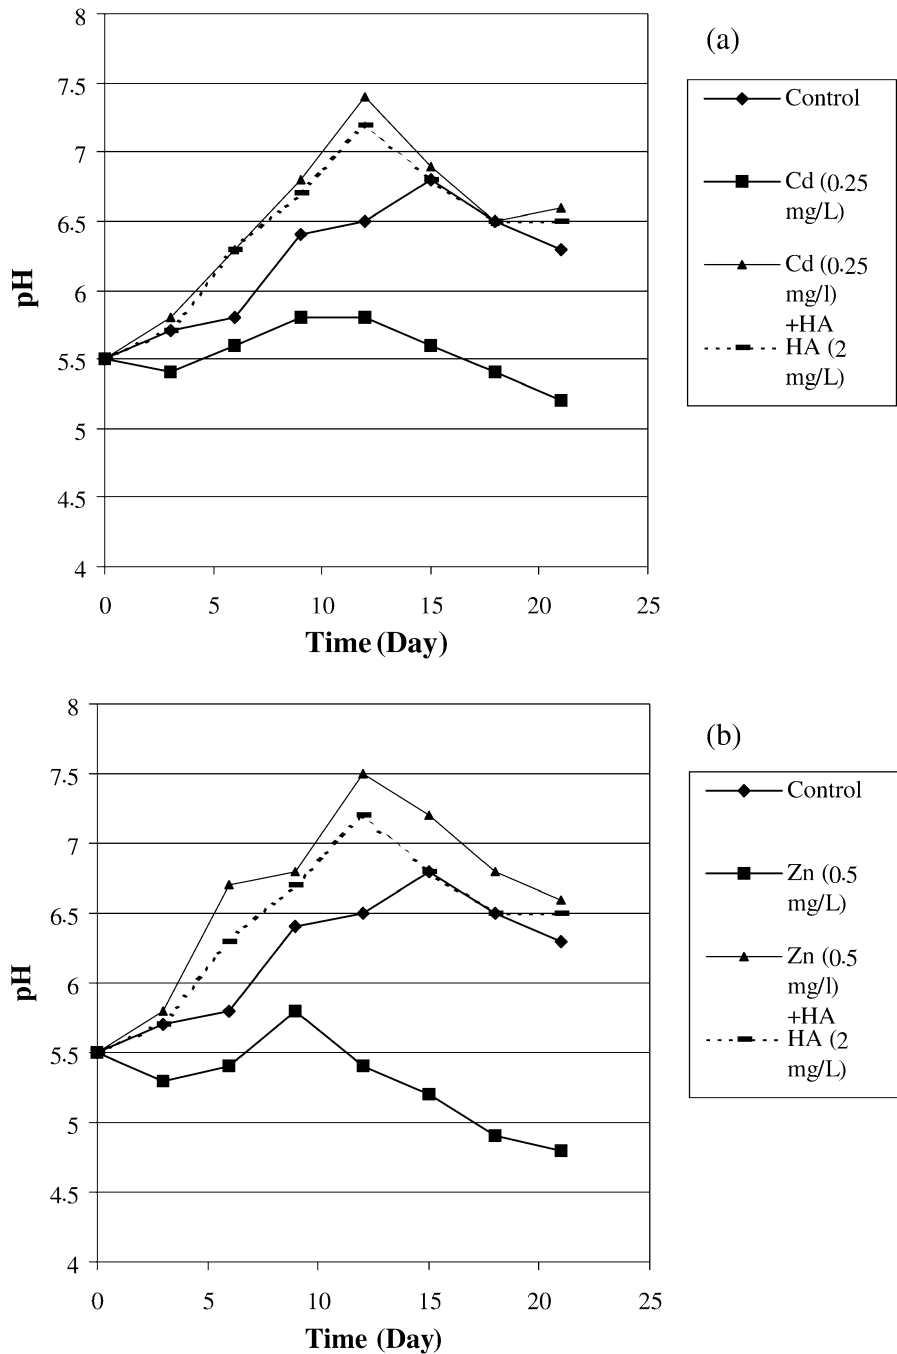 (a)
8
7.5
7
6.5
6
5.5
5
4.5
4
pH
0 5 10 15 20 25
Time (Day)
Control
Cd (0.25
mg/L)
Cd (0.25
mg/l)
+HA
HA (2
mg/L)
(b)
8
7.5
7
6.5
6
5.5
5
4.5
4
pH
0 5 10 15 20 25
Time (Day)
Control
Zn (0.5
mg/L)
Zn (0.5
mg/l)
+HA
HA (2
mg/L)